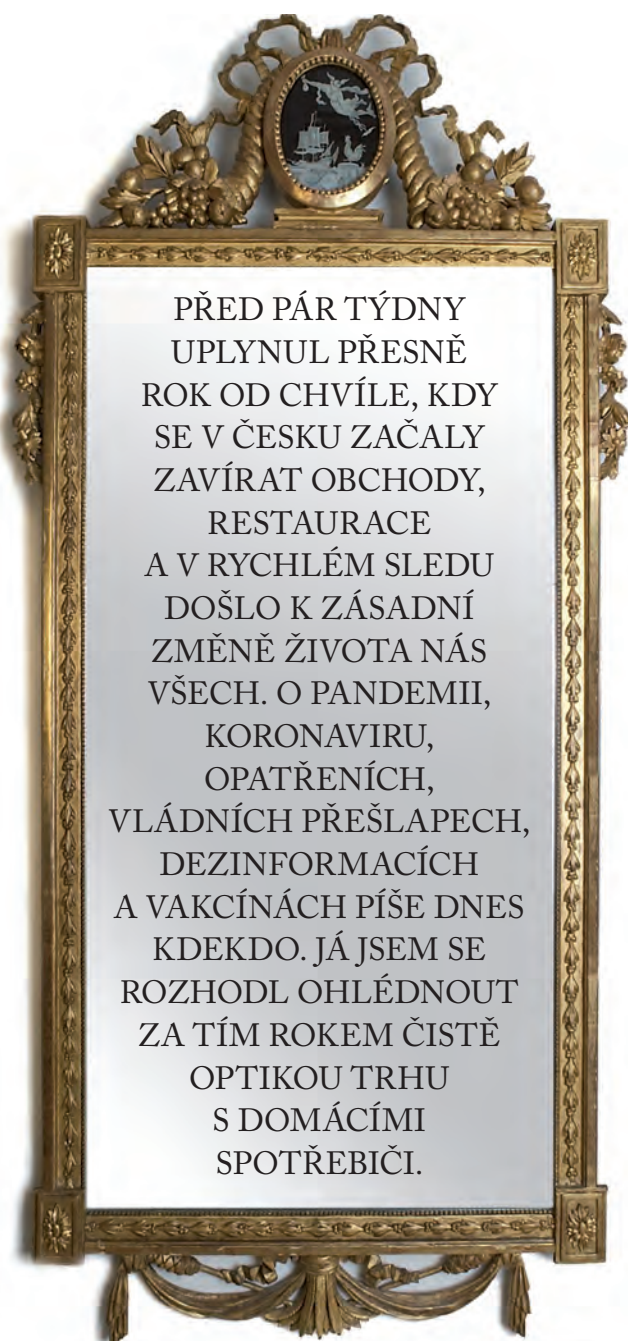 PŘED PÁR TÝDNY
UPLYNUL PŘESNĚ
ROK OD CHVÍLE, KDY
SE V ČESKU ZAČALY
ZAVÍRAT OBCHODY,
RESTAURACE
A V RYCHLÉM SLEDU
DOŠLO K ZÁSADNÍ
ZMĚNĚ ŽIVOTA NÁS
VŠECH. O PANDEMII,
KORONAVIRU,
OPATŘENÍCH,
VLÁDNÍCH PŘEŠLAPECH,
DEZINFORMACÍCH
A VAKCÍNÁCH PÍŠE DNES
KDEKDO. JÁ JSEM SE
ROZHODL OHLÉDNOUT
ZA TÍM ROKEM ČISTĚ
OPTIKOU TRHU
S DOMÁCÍMI
SPOTŘEBIČI.